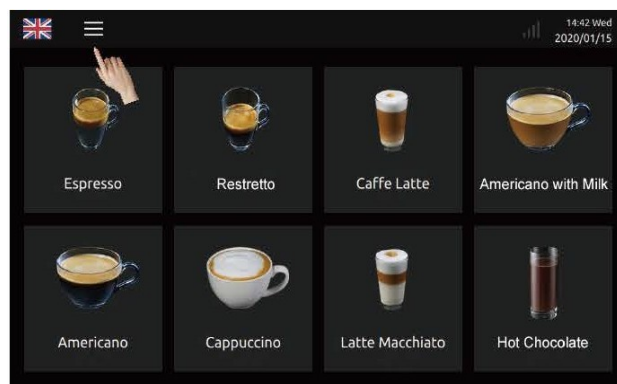 14:42 Wed
2020/01/15
Espresso
Restretto
Caffe Latte
Americano with Milk
Americano
Cappuccino
Latte Macchiato
Hot Chocolate